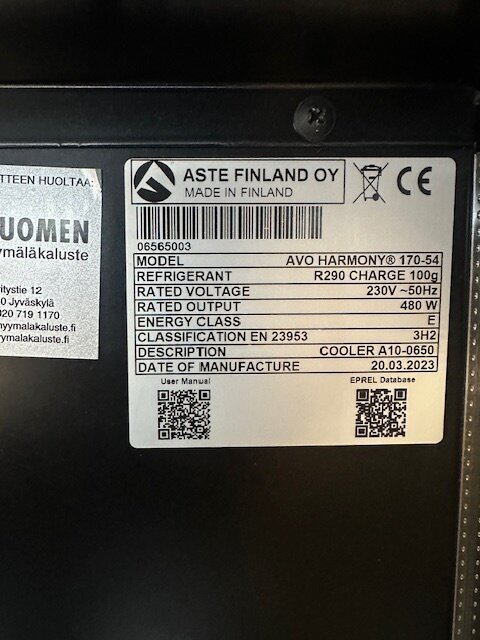 TTEEN HUOLTAA:
UOMEN
ymäläkaluste
itystie 12
0 Jyväskylä
020 719 1170
nyymalakaluste.fi
myymalakaluste.fi
ASTE FINLAND OY
MADE IN FINLAND
CE
06565003
MODEL AVO HARMONY® 170-54
REFRIGERANT R290 CHARGE 100g
RATED VOLTAGE 230V ~50Hz
RATED OUTPUT 480 W
ENERGY CLASS E
CLASSIFICATION EN 23953 3H2
DESCRIPTION COOLER A10-0650
DATE OF MANUFACTURE 20.03.2023
User Manual EPREL Database